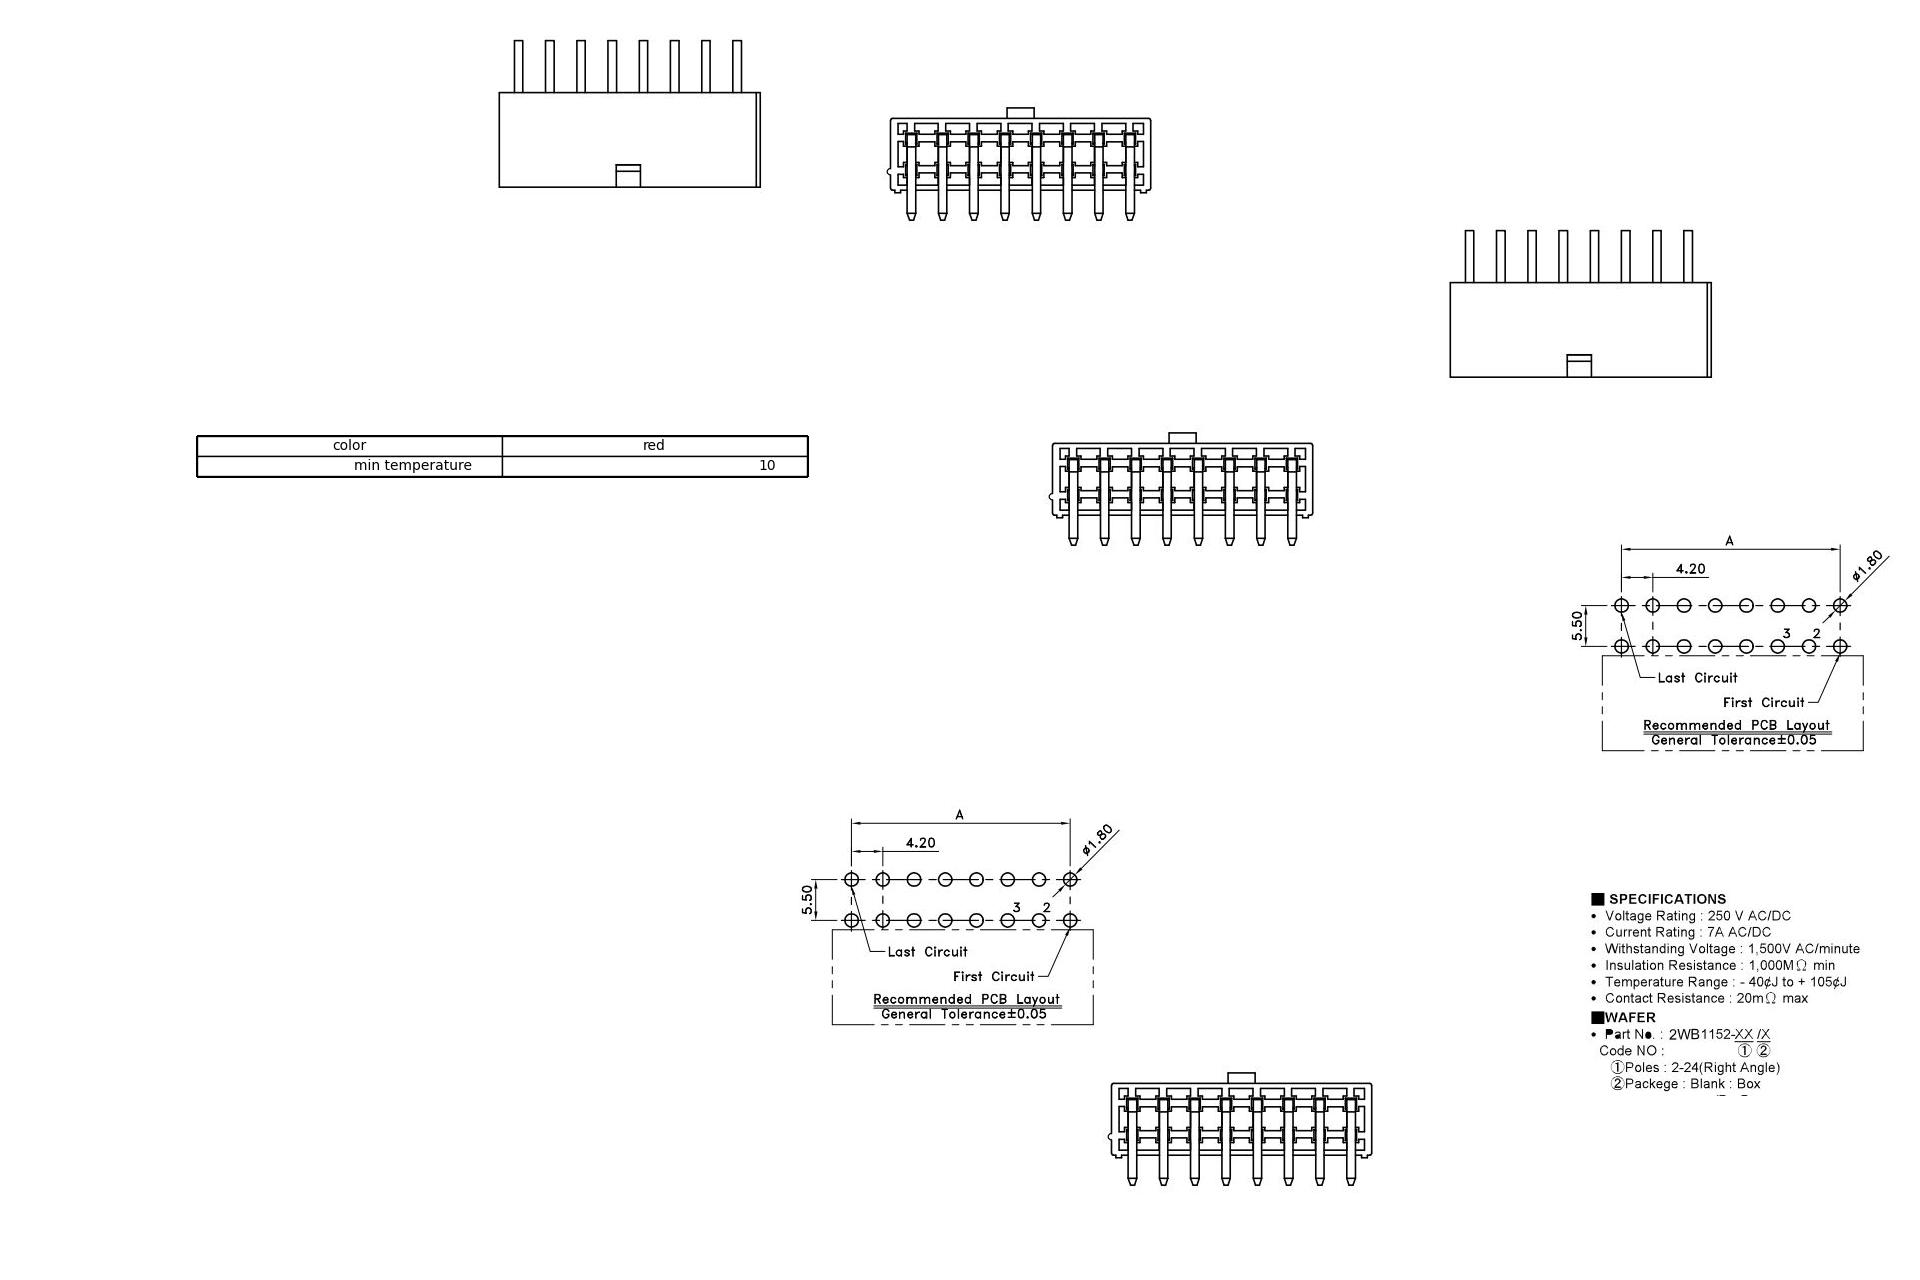 color red
min temperature 10
A
4.20
ø1.80
5.50
3 2
Last Circuit
First Circuit
Recommended PCB Layout
General Tolerance±0.05
A
4.20
ø1.80
5.50
3 2
Last Circuit
First Circuit
Recommended PCB Layout
General Tolerance±0.05
■ SPECIFICATIONS
• Voltage Rating : 250 V AC/DC
• Current Rating : 7A AC/DC
• Withstanding Voltage : 1,500V AC/minute
• Insulation Resistance : 1,000MΩ min
• Temperature Range : - 40¢J to + 105¢J
• Contact Resistance : 20mΩ max
■WAFER
• Part No. : 2WB1152-XX /X
Code NO : ① ②
①Poles : 2-24(Right Angle)
②Packege : Blank : Box